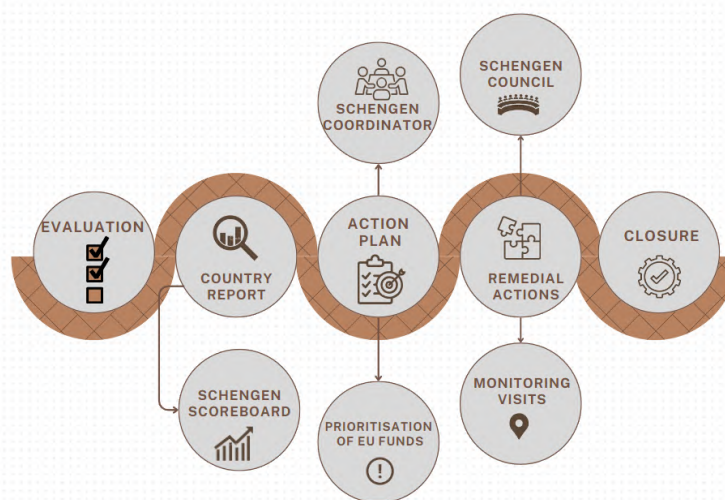 SCHENGEN
COORDINATOR
SCHENGEN
COUNCIL
EVALUATION
COUNTRY
REPORT
ACTION
PLAN
REMEDIAL
ACTIONS
CLOSURE
SCHENGEN
SCOREBOARD
PRIORITISATION
OF EU FUNDS
MONITORING
VISITS